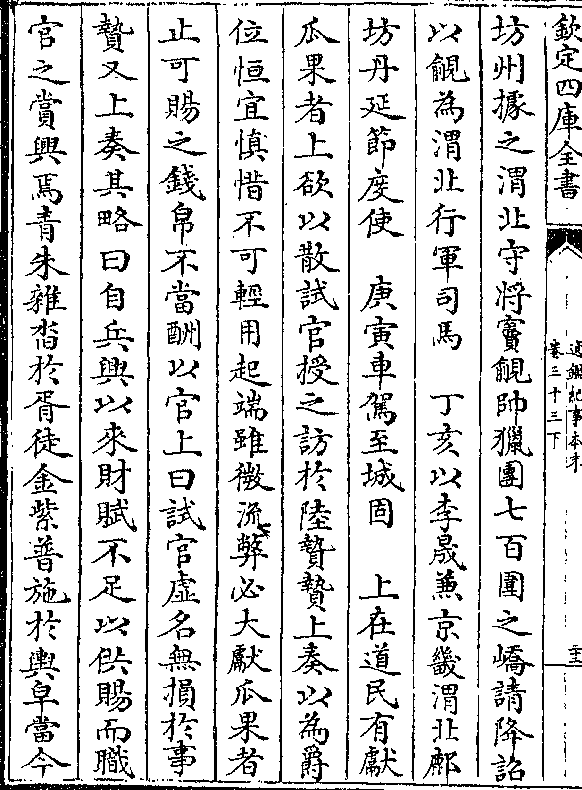 欽定四庫全書
通鑑紀事本末
卷三十三下
坊州據之渭北守將竇覦帥獵團七百圍之嶠請降詔
以覦為渭北行軍司馬　丁亥以李晟兼京畿渭北鄜
坊丹延節度使　庚寅車駕至城固　上在道民有獻
瓜果者上欲以散試官授之訪於陸贄贄上奏以為爵
位恒宜慎惜不可輕用起端雖微流弊必大獻瓜果者
止可賜之錢帛不當酬以官上曰試官虛名無損於事
贄又上奏其略曰自兵興以來財賦不足以供賜而職
官之賞興焉青朱雜沓於胥徒金紫普施於輿皁當今